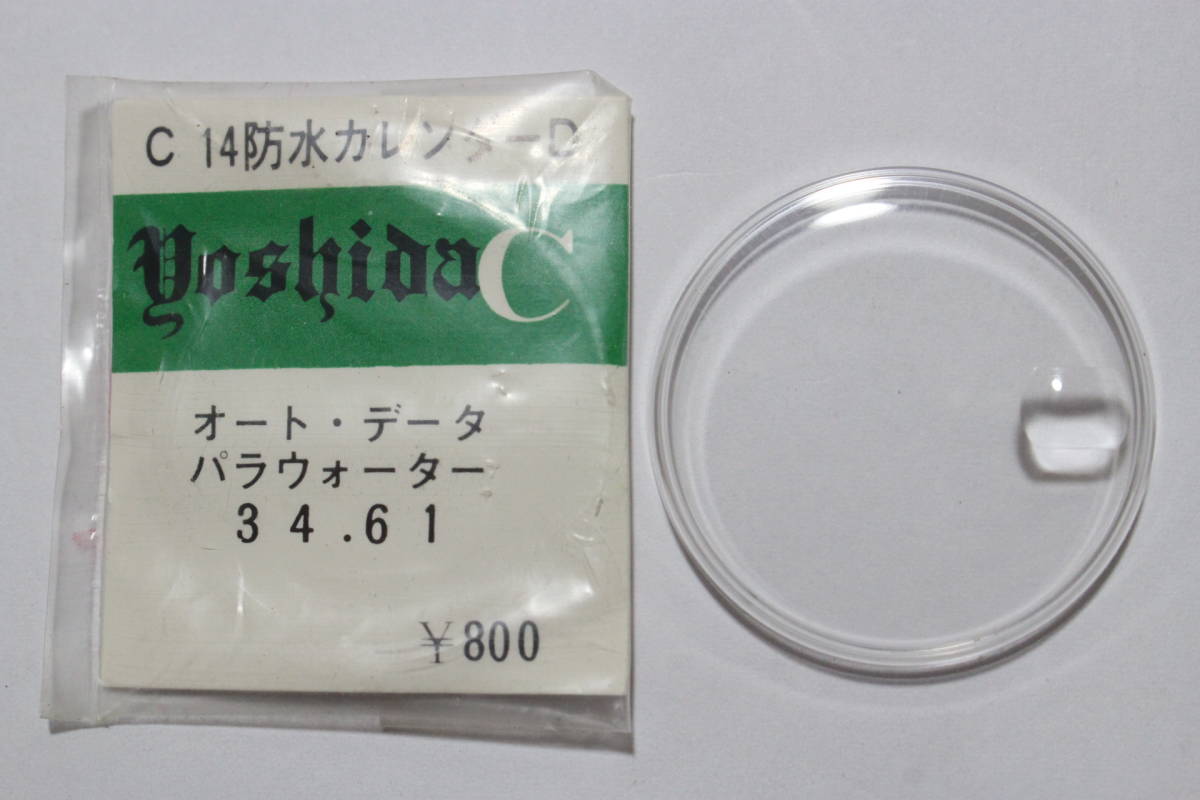 C 14防水カレンダーD
Yoshida C
オート・データ
パラウォーター
34.61
¥800